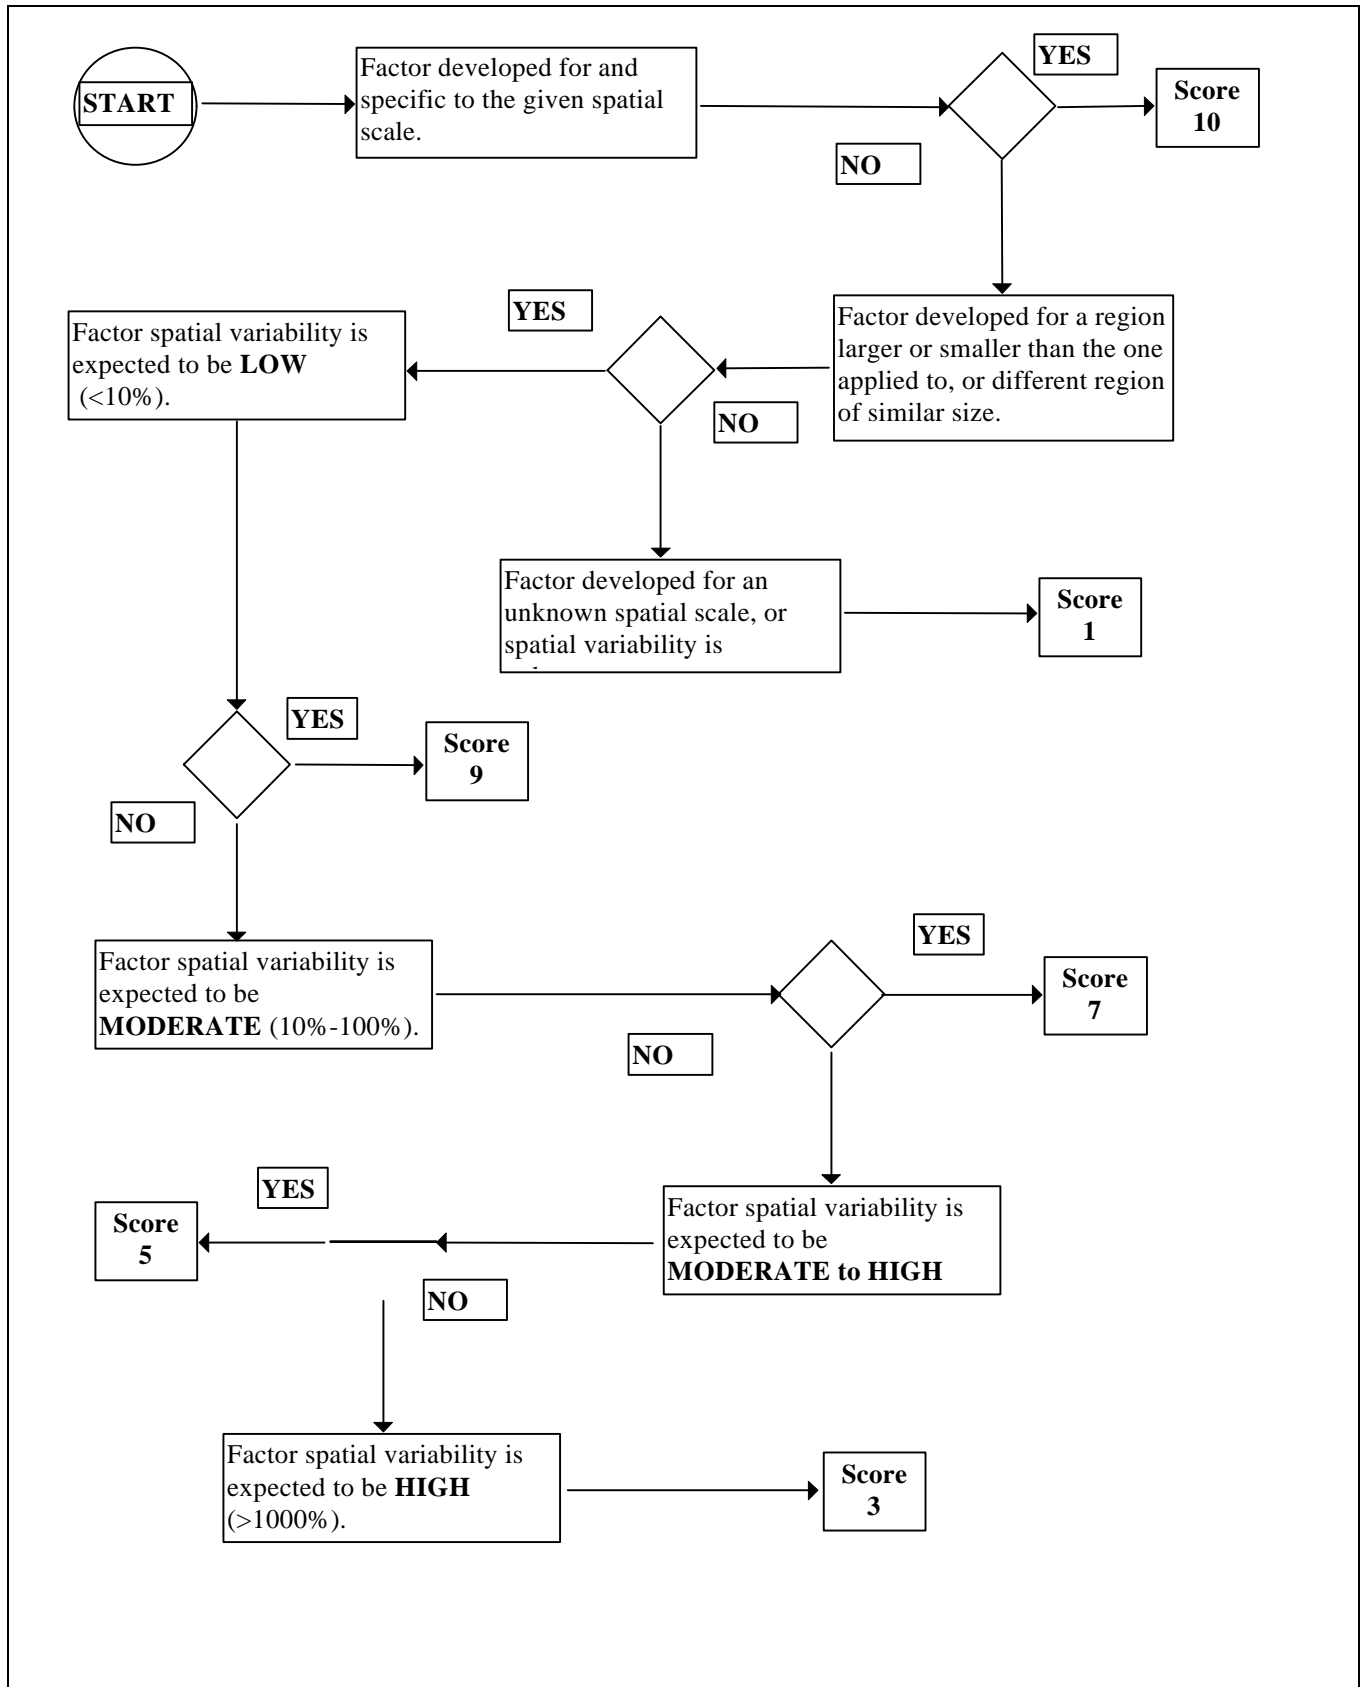 START
Factor developed for and
specific to the given spatial
scale.
YES
Score
10
NO
Factor developed for a region
larger or smaller than the one
applied to, or different region
of similar size.
YES
NO
Factor spatial variability is
expected to be LOW
(<10%).
Factor developed for an
unknown spatial scale, or
spatial variability is
Score
1
YES
Score
9
NO
Factor spatial variability is
expected to be
MODERATE (10%-100%).
YES
Score
7
NO
Factor spatial variability is
expected to be
MODERATE to HIGH
YES
Score
5
NO
Factor spatial variability is
expected to be HIGH
(>1000%).
Score
3